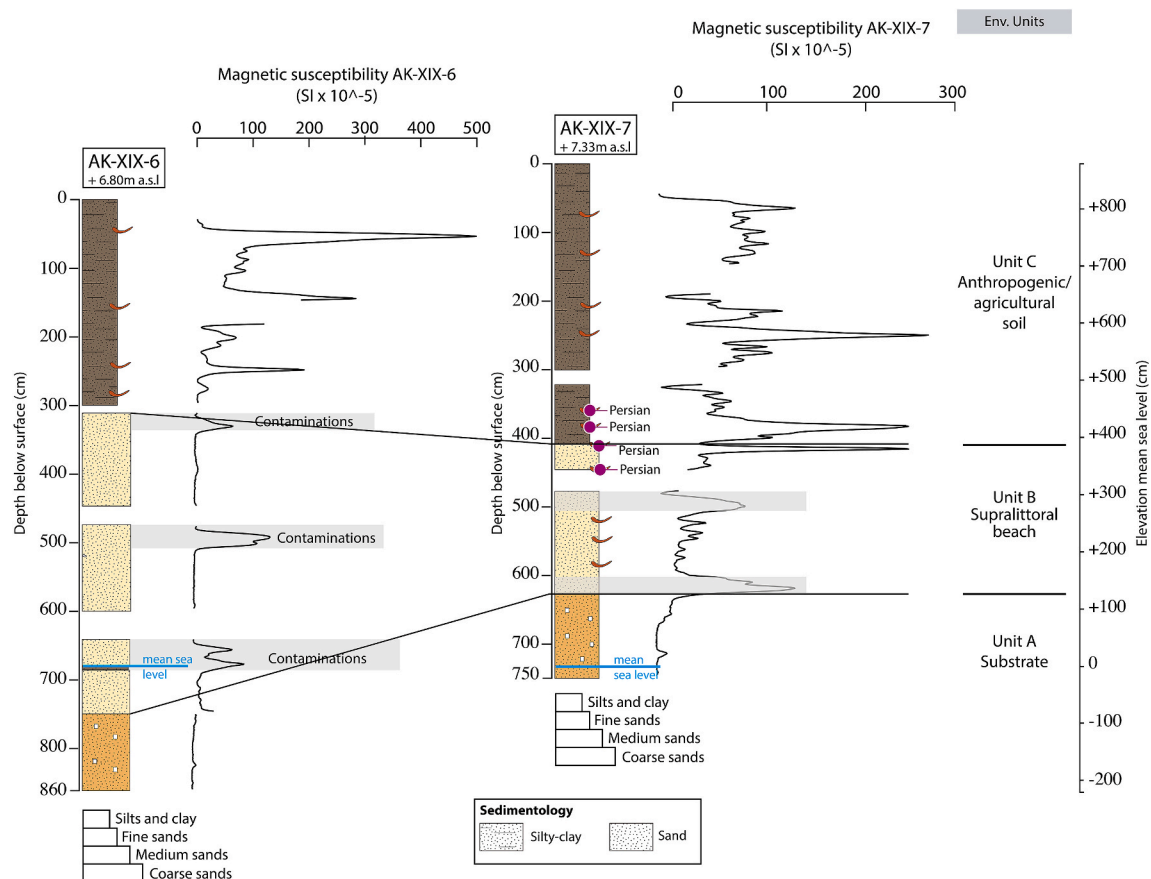 Magnetic susceptibility AK-XIX-6
(SI x 10^-5)
0
100
200
300
400
500
Magnetic susceptibility AK-XIX-7
(SI x 10^-5)
0
100
200
300
Env. Units
AK-XIX-6
+ 6.80m a.s.l
Depth below surface (cm)
0
100
200
300
400
500
600
700
800
860
Contaminations
Contaminations
Contaminations
mean sea
level
Silts and clay
Fine sands
Medium sands
Coarse sands
AK-XIX-7
+ 7.33m a.s.l
Depth below surface (cm)
0
100
200
300
400
500
600
700
750
Persian
Persian
Persian
Persian
mean
sea level
Silts and clay
Fine sands
Medium sands
Coarse sands
Unit C
Anthropogenic/
agricultural
soil
Unit B
Supralittoral
beach
Unit A
Substrate
+800
+700
+600
+500
+400
+300
+200
+100
0
-100
-200
Elevation mean sea level (cm)
Sedimentology
Silty-clay
Sand